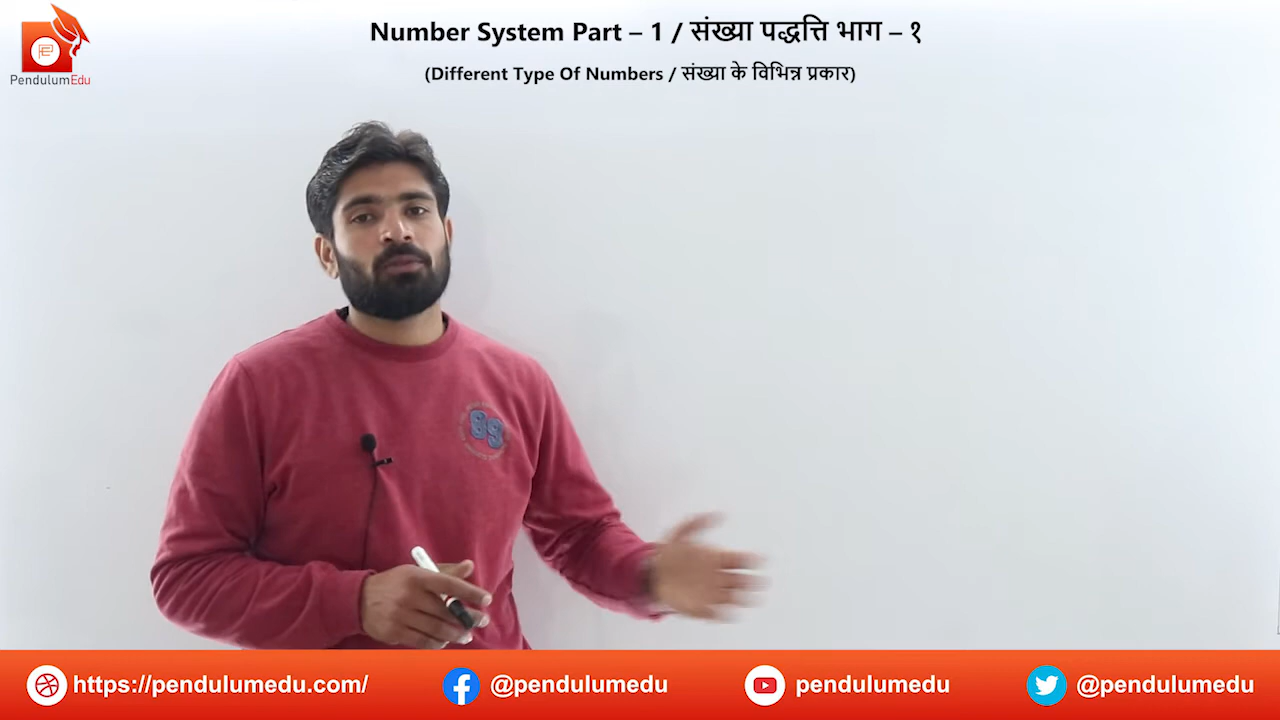 Number System Part – 1 / संख्या पद्धत्ति भाग – १
(Different Type Of Numbers / संख्या के विभिन्न प्रकार)
PendulumEdu
89
https://pendulumedu.com/ @pendulumedu pendulumedu @pendulumedu